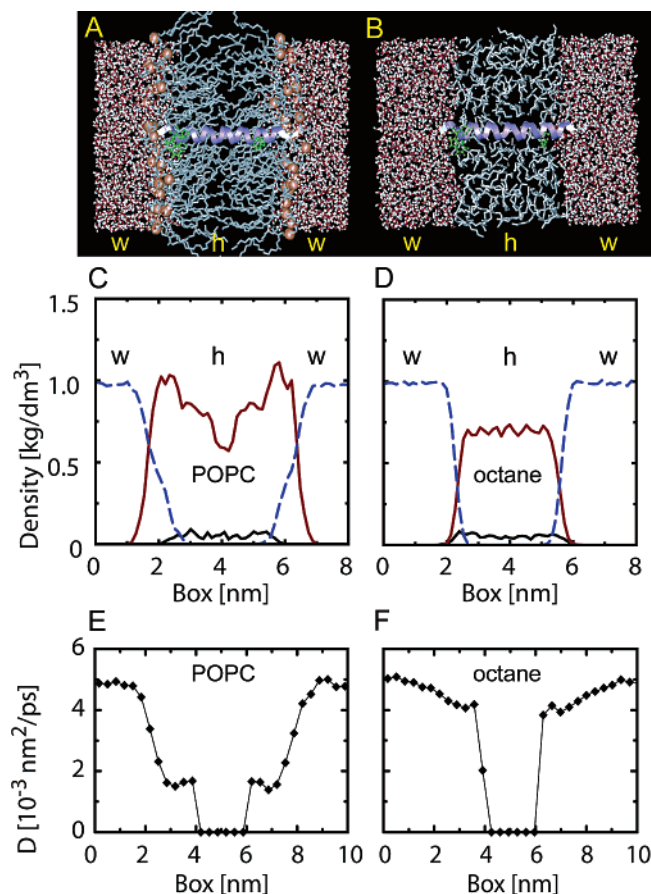 A B
w h w w h w
C D
1.5 w h w w h w
1.0
0.5 POPC octane
0
Density [kg/dm³]
0 2 4 6 8 0 2 4 6 8
Box [nm] Box [nm]
E F
6 POPC octane
4
2
0
D [10⁻³ nm²/ps]
0 2 4 6 8 10 0 2 4 6 8 10
Box [nm] Box [nm]